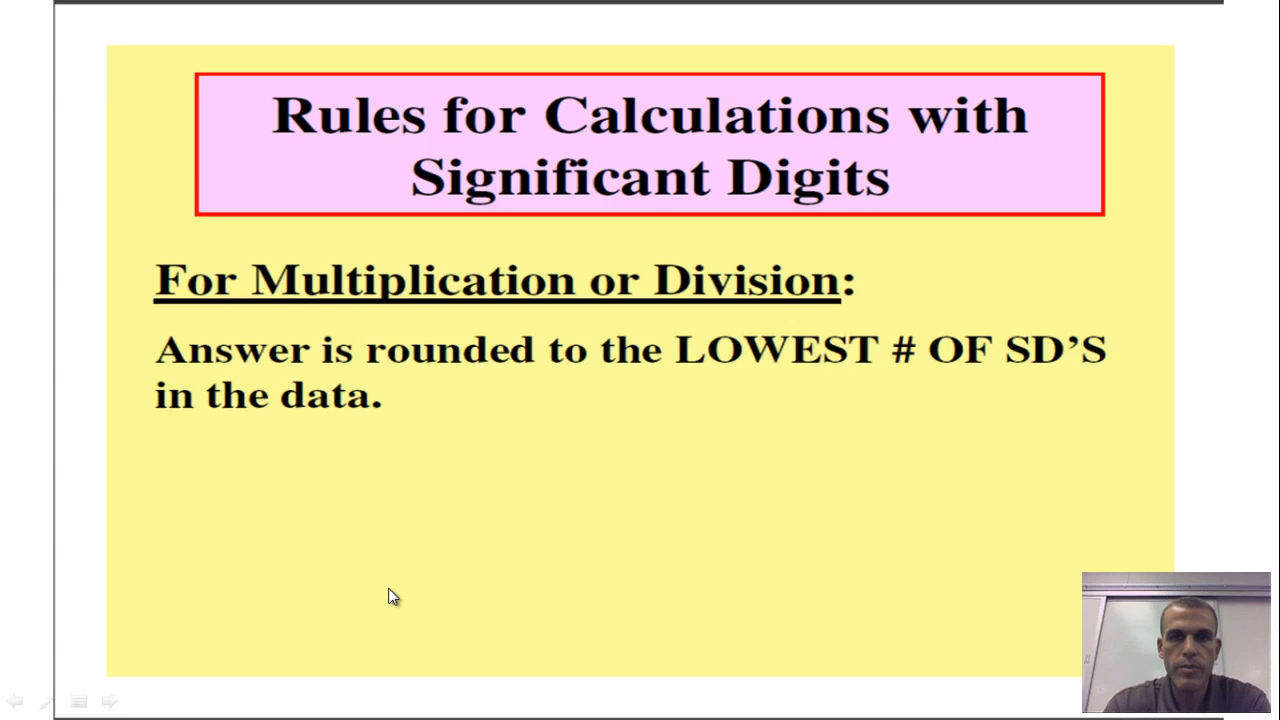 Rules for Calculations with
Significant Digits
For Multiplication or Division:
Answer is rounded to the LOWEST # OF SD’S
in the data.